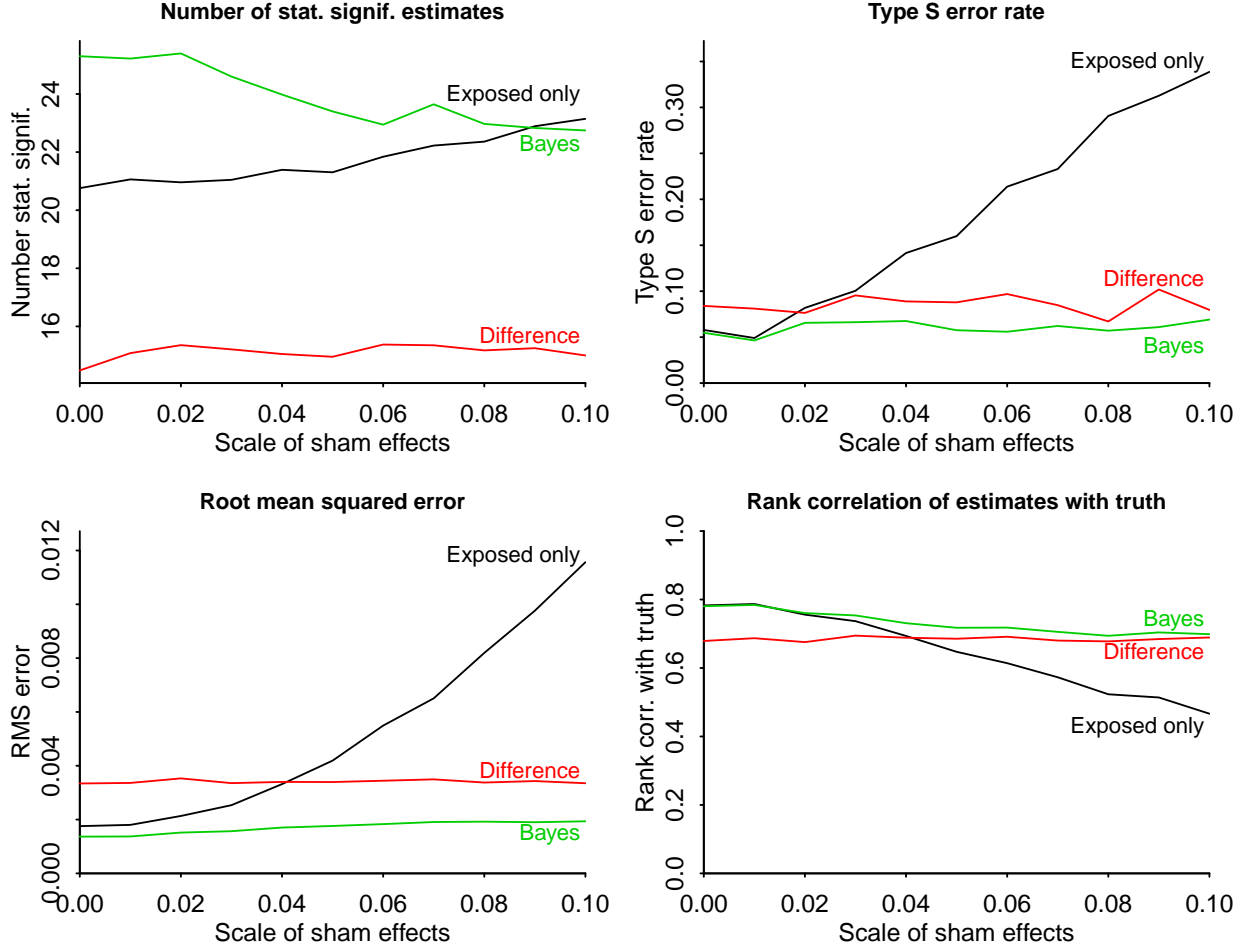 Number of stat. signif. estimates
Number stat. signif.
24
22
20
18
16
Exposed only
Bayes
Difference
0.00 0.02 0.04 0.06 0.08 0.10
Scale of sham effects
Type S error rate
Type S error rate
0.30
0.20
0.10
0.00
Exposed only
Difference
Bayes
0.00 0.02 0.04 0.06 0.08 0.10
Scale of sham effects
Root mean squared error
RMS error
0.012
0.008
0.004
0.000
Exposed only
Difference
Bayes
0.00 0.02 0.04 0.06 0.08 0.10
Scale of sham effects
Rank correlation of estimates with truth
Rank corr. with truth
1.0
0.8
0.6
0.4
0.2
0.0
Bayes
Difference
Exposed only
0.00 0.02 0.04 0.06 0.08 0.10
Scale of sham effects